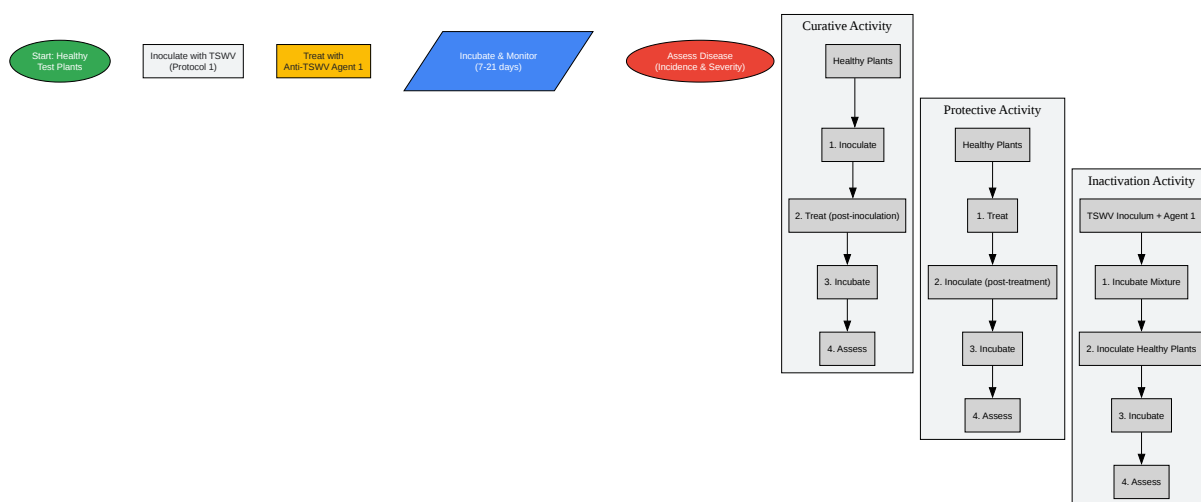 Start: Healthy
Test Plants
Inoculate with TSWV
(Protocol 1)
Treat with
Anti-TSWV Agent 1
Incubate & Monitor
(7-21 days)
Assess Disease
(Incidence & Severity)
Curative Activity
Healthy Plants
1. Inoculate
2. Treat (post-inoculation)
3. Incubate
4. Assess
Protective Activity
Healthy Plants
1. Treat
2. Inoculate (post-treatment)
3. Incubate
4. Assess
Inactivation Activity
TSWV Inoculum + Agent 1
1. Incubate Mixture
2. Inoculate Healthy Plants
3. Incubate
4. Assess